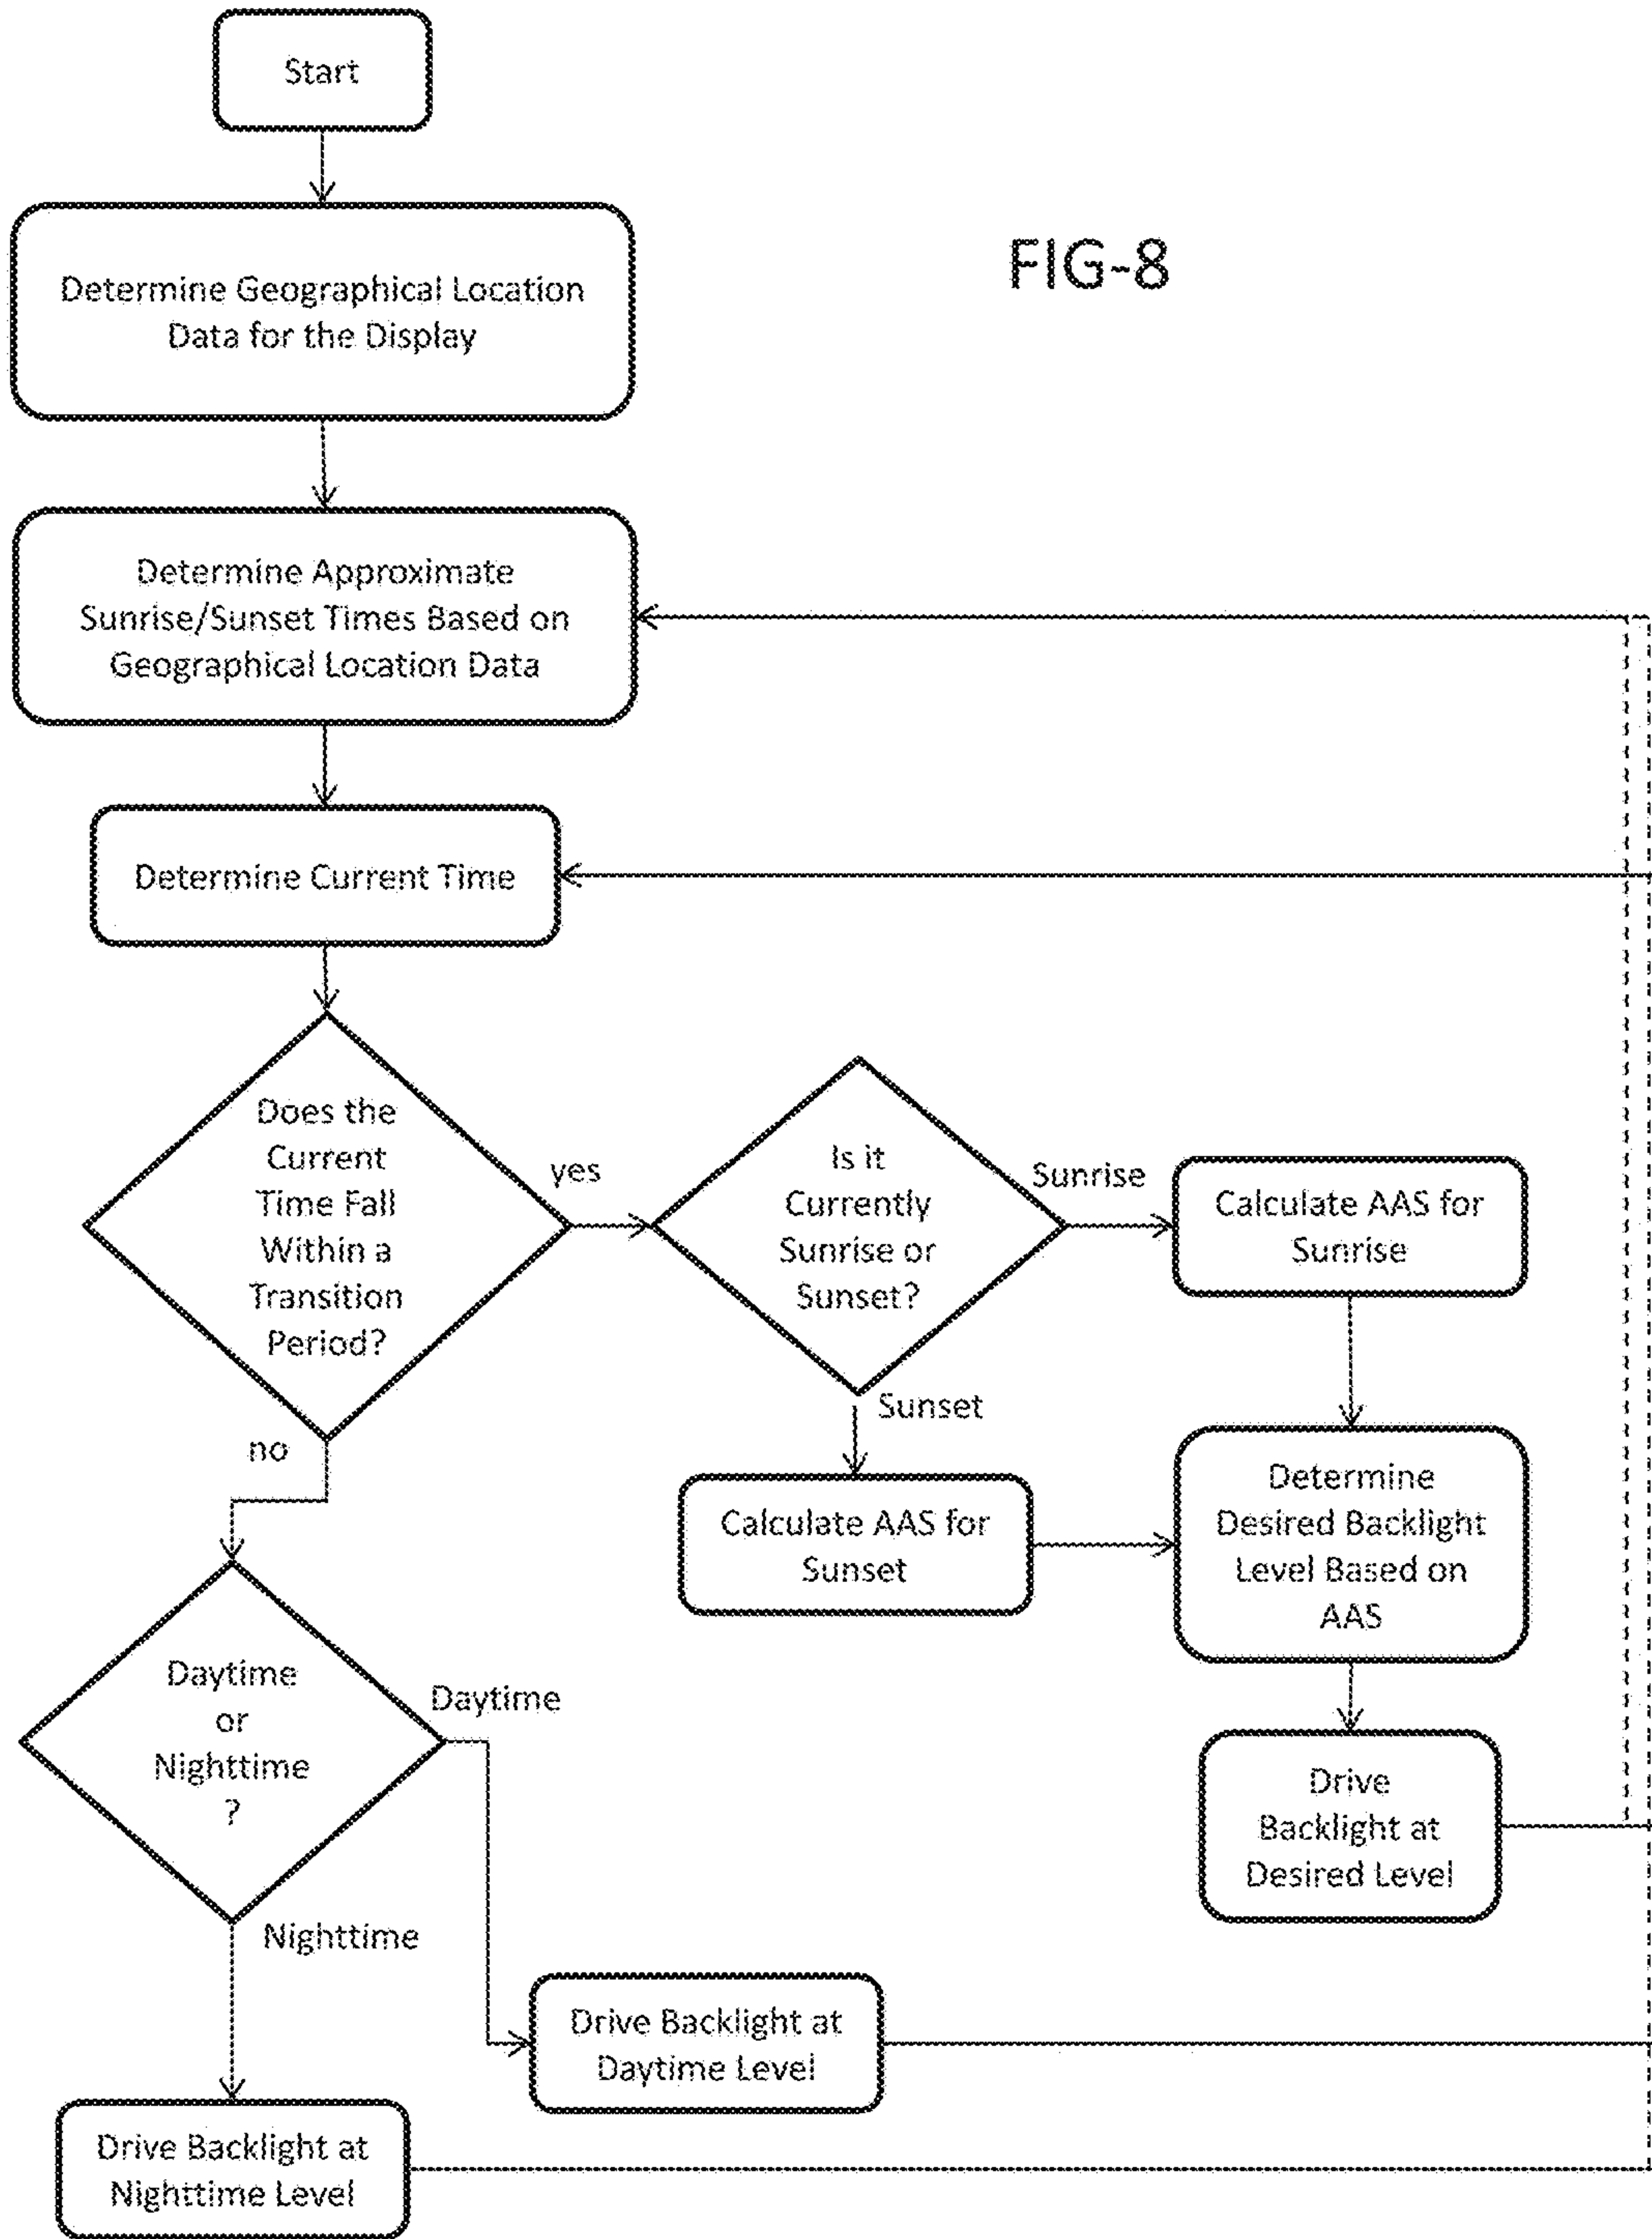 Start
FIG-8
Determine Geographical Location
Data for the Display
Determine Approximate
Sunrise/Sunset Times Based on
Geographical Location Data
Determine Current Time
Does the
Current
Time Fall
Within a
Transition
Period?
yes
no
Is it
Currently
Sunrise or
Sunset?
Sunrise
Sunset
Calculate AAS for
Sunrise
Calculate AAS for
Sunset
Determine
Desired Backlight
Level Based on
AAS
Drive
Backlight at
Desired Level
Daytime
or
Nighttime
?
Daytime
Nighttime
Drive Backlight at
Daytime Level
Drive Backlight at
Nighttime Level